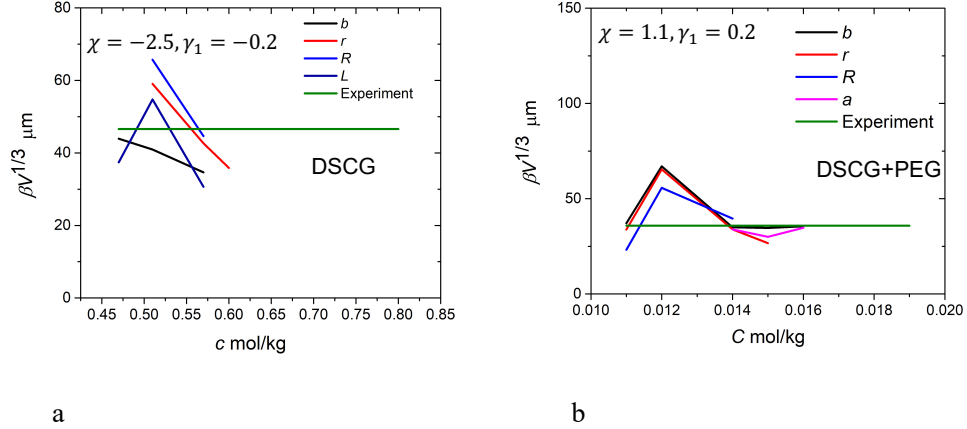 80
60
40
20
0
βV1/3 μm
χ = −2.5, γ1 = −0.2
b
r
R
L
Experiment
DSCG
0.45 0.50 0.55 0.60 0.65 0.70 0.75 0.80 0.85
c mol/kg
a
150
100
50
0
βV1/3 μm
χ = 1.1, γ1 = 0.2
b
r
R
a
Experiment
DSCG+PEG
0.010 0.012 0.014 0.016 0.018 0.020
C mol/kg
b